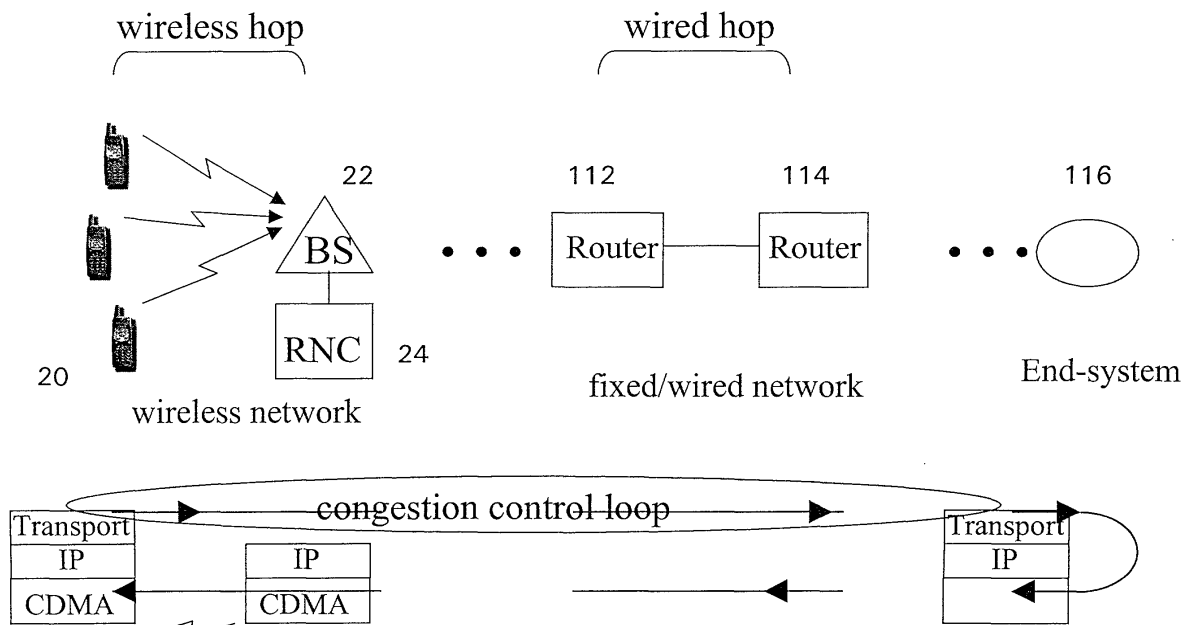 wireless hop
wired hop
22
112
114
116
BS
Router
Router
RNC
24
20
wireless network
fixed/wired network
End-system
congestion control loop
Transport
IP
CDMA
IP
CDMA
Transport
IP